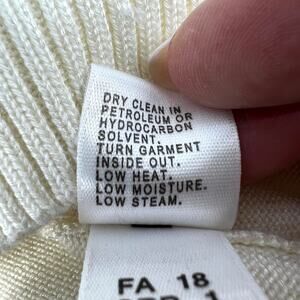 DRY CLEAN IN
PETROLEUM OR
HYDROCARBON
SOLVENT.
TURN GARMENT
INSIDE OUT.
LOW HEAT.
LOW MOISTURE.
LOW STEAM.
FA 18